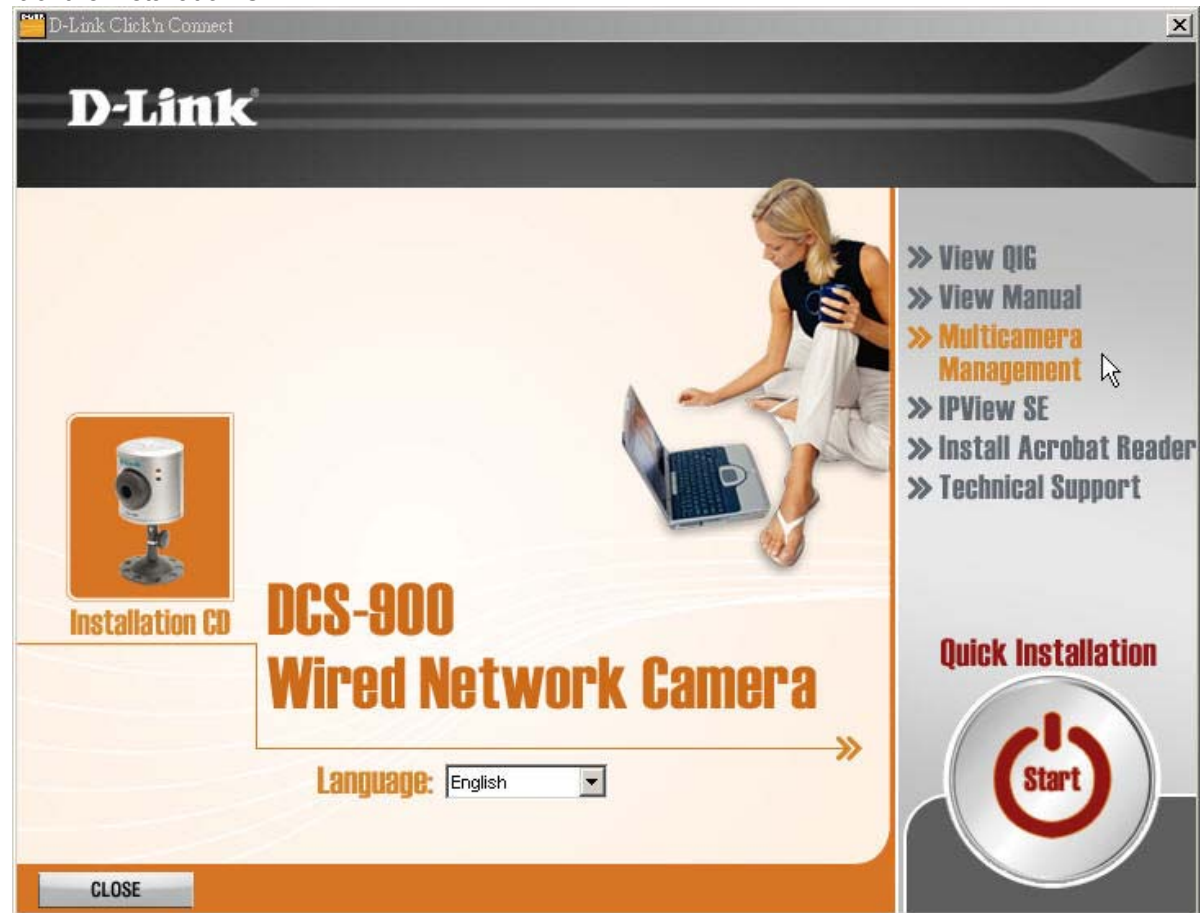 D-Link Click'n Connect
D-Link
» View QIG
» View Manual
» Multicamera
Management
» IPView SE
» Install Acrobat Reader
» Technical Support
Installation CD
DCS-900
Wired Network Camera
»
Language: English
Quick Installation
Start
CLOSE